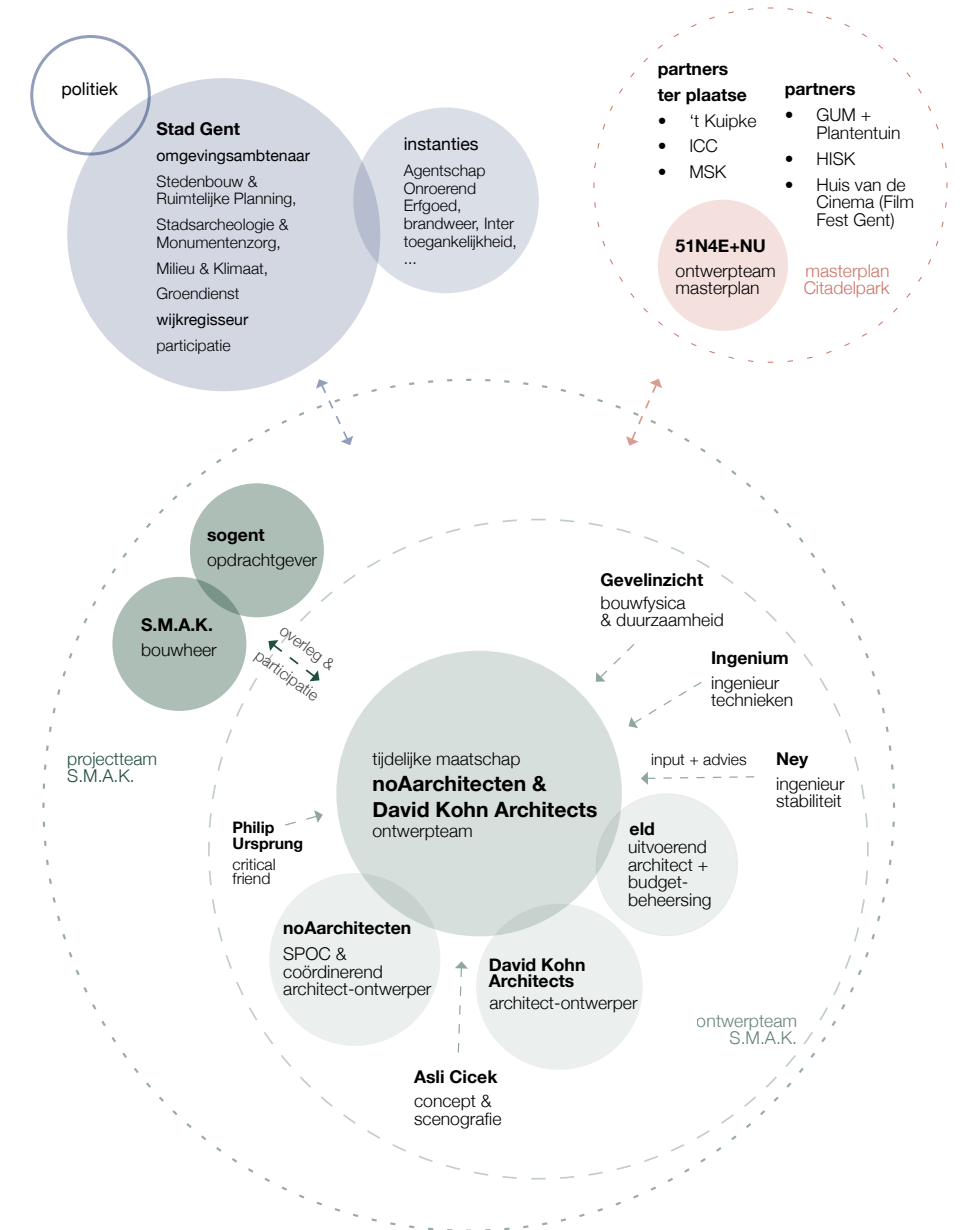 politiek
Stad Gent
omgevingsambtenaar
Stedenbouw &
Ruimtelijke Planning,
Stadsarcheologie &
Monumentenzorg,
Milieu & Klimaat,
Groendienst
wijkregisseur
participatie
instanties
Agentschap
Onroerend
Erfgoed,
brandweer, Inter
toegankelijkheid,
...
partners
ter plaatse
• ‘t Kuipke
• ICC
• MSK
partners
• GUM +
Plantentuin
• HISK
• Huis van de
Cinema (Film
Fest Gent)
51N4E+NU
ontwerpteam
masterplan
masterplan
Citadelpark
sogent
opdrachtgever
S.M.A.K.
bouwheer
overleg &
participatie
projectteam
S.M.A.K.
Gevelinzicht
bouwfysica
& duurzaamheid
Ingenium
ingenieur
technieken
input + advies
Ney
ingenieur
stabiliteit
tijdelijke maatschap
noAarchitecten &
David Kohn Architects
ontwerpteam
Philip
Ursprung
critical
friend
eld
uitvoerend
architect +
budget-
beheersing
noAarchitecten
SPOC &
coördinerend
architect-ontwerper
David Kohn
Architects
architect-ontwerper
ontwerpteam
S.M.A.K.
Asli Cicek
concept &
scenografie